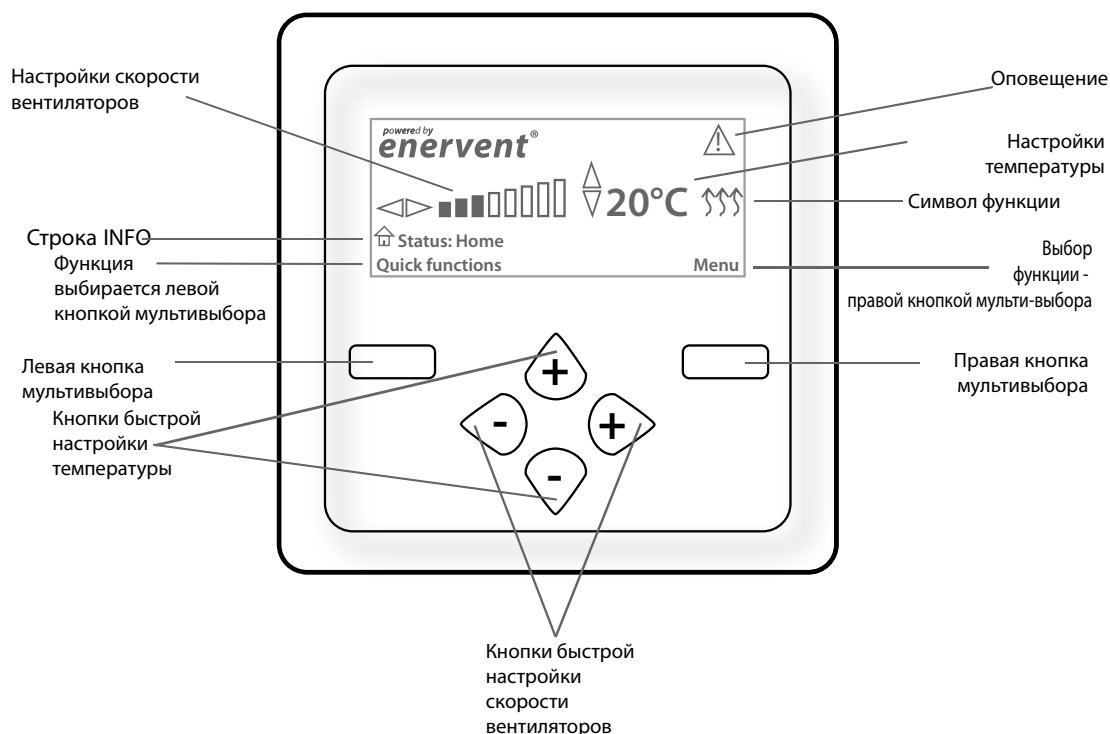 Настройки скорости
вентиляторов
Оповещение
powered by
enervent®
Настройки
температуры
20°C
Символ функции
Строка INFO
Status: Home
Функция
выбирается левой
кнопкой мультивыбора
Quick functions
Menu
Выбор
функции -
правой кнопкой мульти-выбора
Левая кнопка
мультивыбора
Правая кнопка
мультивыбора
Кнопки быстрой
настройки
температуры
+
-
+
-
Кнопки быстрой
настройки
скорости
вентиляторов